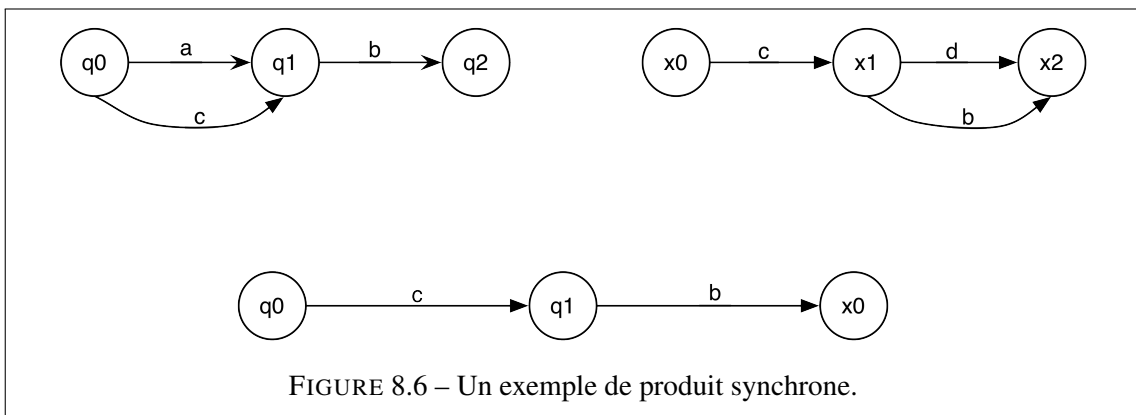 q0 a q1 b q2 x0 c x1 d x2
c b
q0 c q1 b x0
FIGURE 8.6 – Un exemple de produit synchrone.